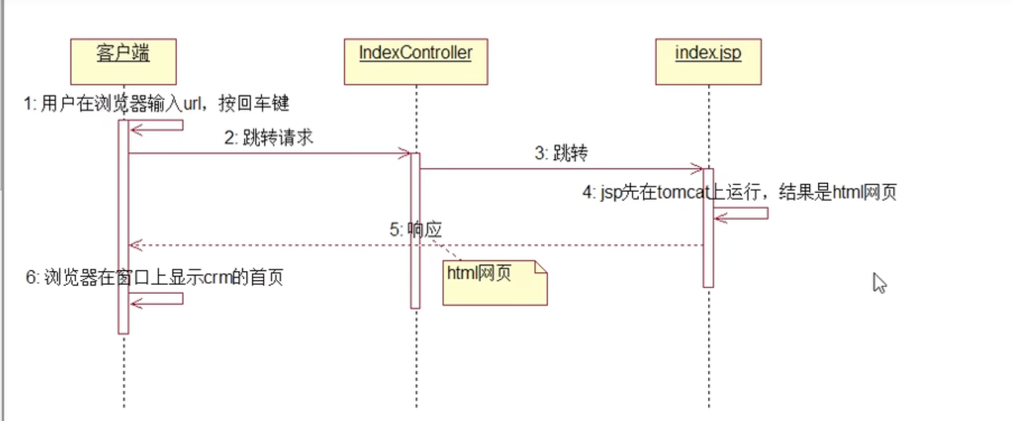 客户端
IndexController
index.jsp
1: 用户在浏览器输入url，按回车键
2: 跳转请求
3: 跳转
4: jsp先在tomcat上运行，结果是html网页
5: 响应
html网页
6: 浏览器在窗口上显示crm的首页